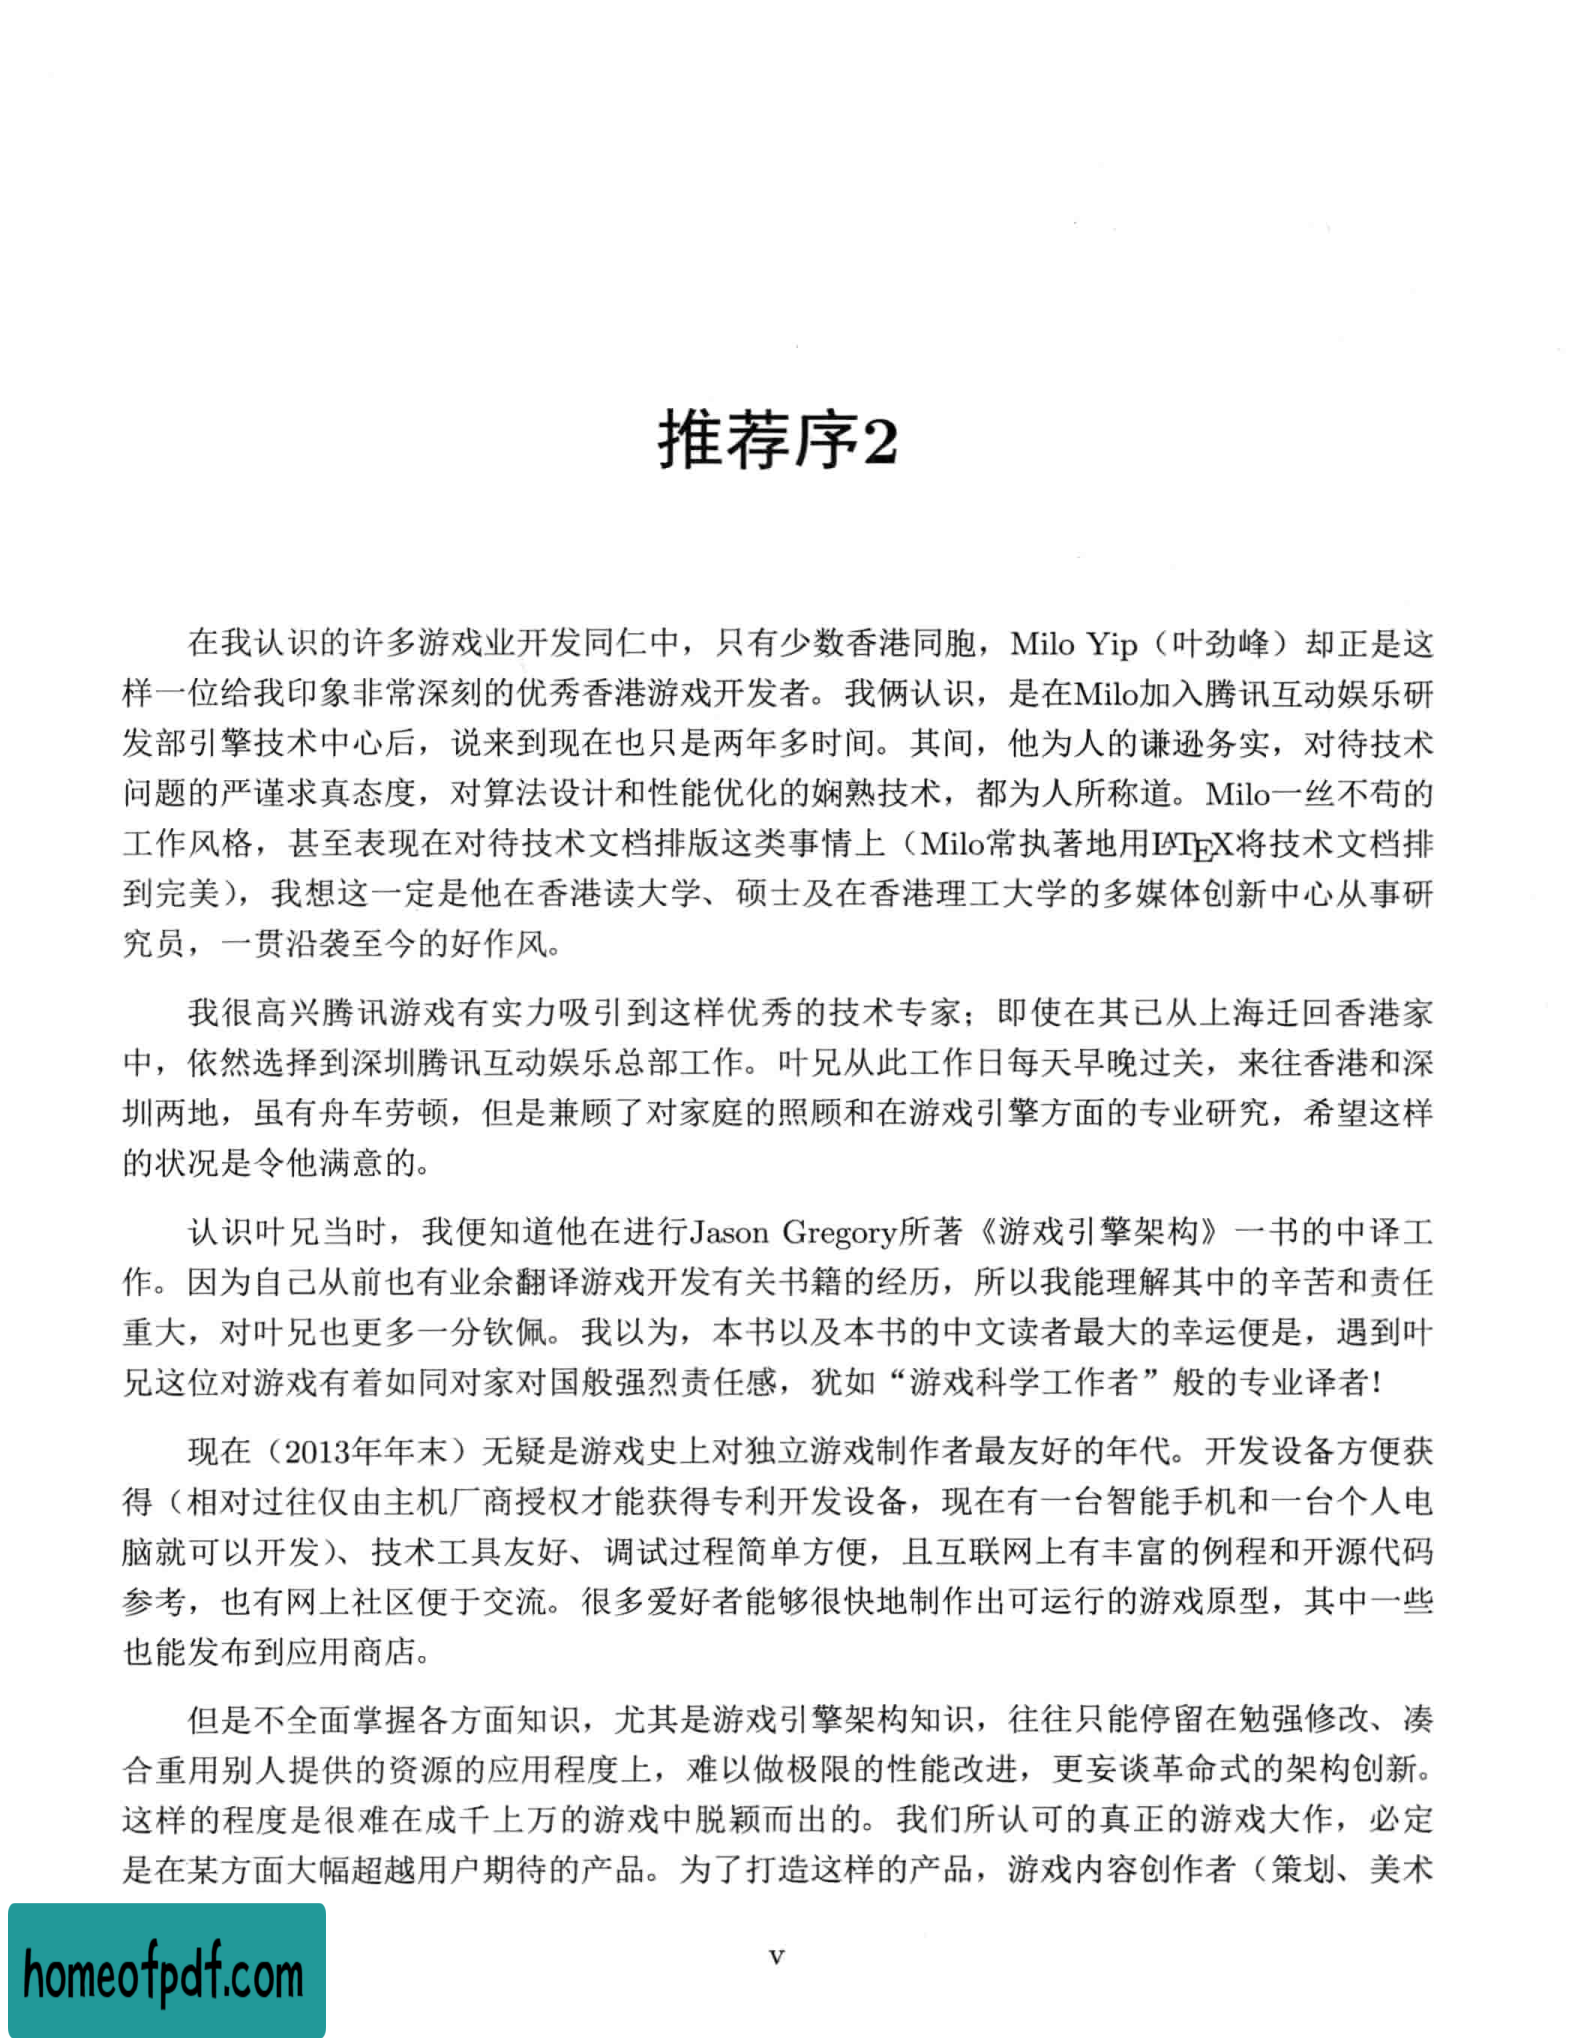 推荐序2
在我认识的许多游戏业开发同仁中，只有少数香港同胞，Milo Yip（叶劲峰）却正是这
样一位给我印象非常深刻的优秀香港游戏开发者。我俩认识，是在Milo加入腾讯互动娱乐研
发部引擎技术中心后，说来到现在也只是两年多时间。其间，他为人的谦逊务实，对待技术
问题的严谨求真态度，对算法设计和性能优化的娴熟技术，都为人所称道。Milo一丝不苟的
工作风格，甚至表现在对待技术文档排版这类事情上（Milo常执著地用LATEX将技术文档排
到完美），我想这一定是他在香港读大学、硕士及在香港理工大学的多媒体创新中心从事研
究员，一贯沿袭至今的好作风。
我很高兴腾讯游戏有实力吸引到这样优秀的技术专家；即使在其已从上海迁回香港家
中，依然选择到深圳腾讯互动娱乐总部工作。叶兄从此工作日每天早晚过关，来往香港和深
圳两地，虽有舟车劳顿，但是兼顾了对家庭的照顾和在游戏引擎方面的专业研究，希望这样
的状况是令他满意的。
认识叶兄当时，我便知道他在进行Jason Gregory所著《游戏引擎架构》一书的中译工
作。因为自己从前也有业余翻译游戏开发有关书籍的经历，所以我能理解其中的辛苦和责任
重大，对叶兄也更多一分钦佩。我以为，本书以及本书的中文读者最大的幸运便是，遇到叶
兄这位对游戏有着如同对家对国般强烈责任感，犹如“游戏科学工作者”般的专业译者！
现在（2013年年末）无疑是游戏史上对独立游戏制作者最友好的年代。开发设备方便获
得（相对过往仅由主机厂商授权才能获得专利开发设备，现在有一台智能手机和一台个人电
脑就可以开发）、技术工具友好、调试过程简单方便，且互联网上有丰富的例程和开源代码
参考，也有网上社区便于交流。很多爱好者能够很快地制作出可运行的游戏原型，其中一些
也能发布到应用商店。
但是不全面掌握各方面知识，尤其是游戏引擎架构知识，往往只能停留在勉强修改、凑
合重用别人提供的资源的应用程度上，难以做极限的性能改进，更妄谈革命式的架构创新。
这样的程度是很难在成千上万的游戏中脱颖而出的。我们所认可的真正的游戏大作，必定
是在某方面大幅超越用户期待的产品。为了打造这样的产品，游戏内容创作者（策划、美术
v
homeofpdf.com